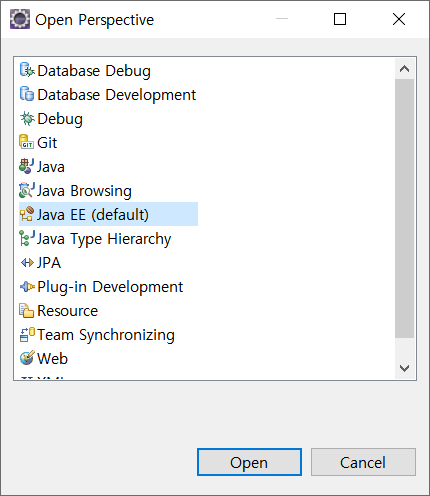 Open Perspective
Database Debug
Database Development
Debug
Git
Java
Java Browsing
Java EE (default)
Java Type Hierarchy
JPA
Plug-in Development
Resource
Team Synchronizing
Web
Open
Cancel